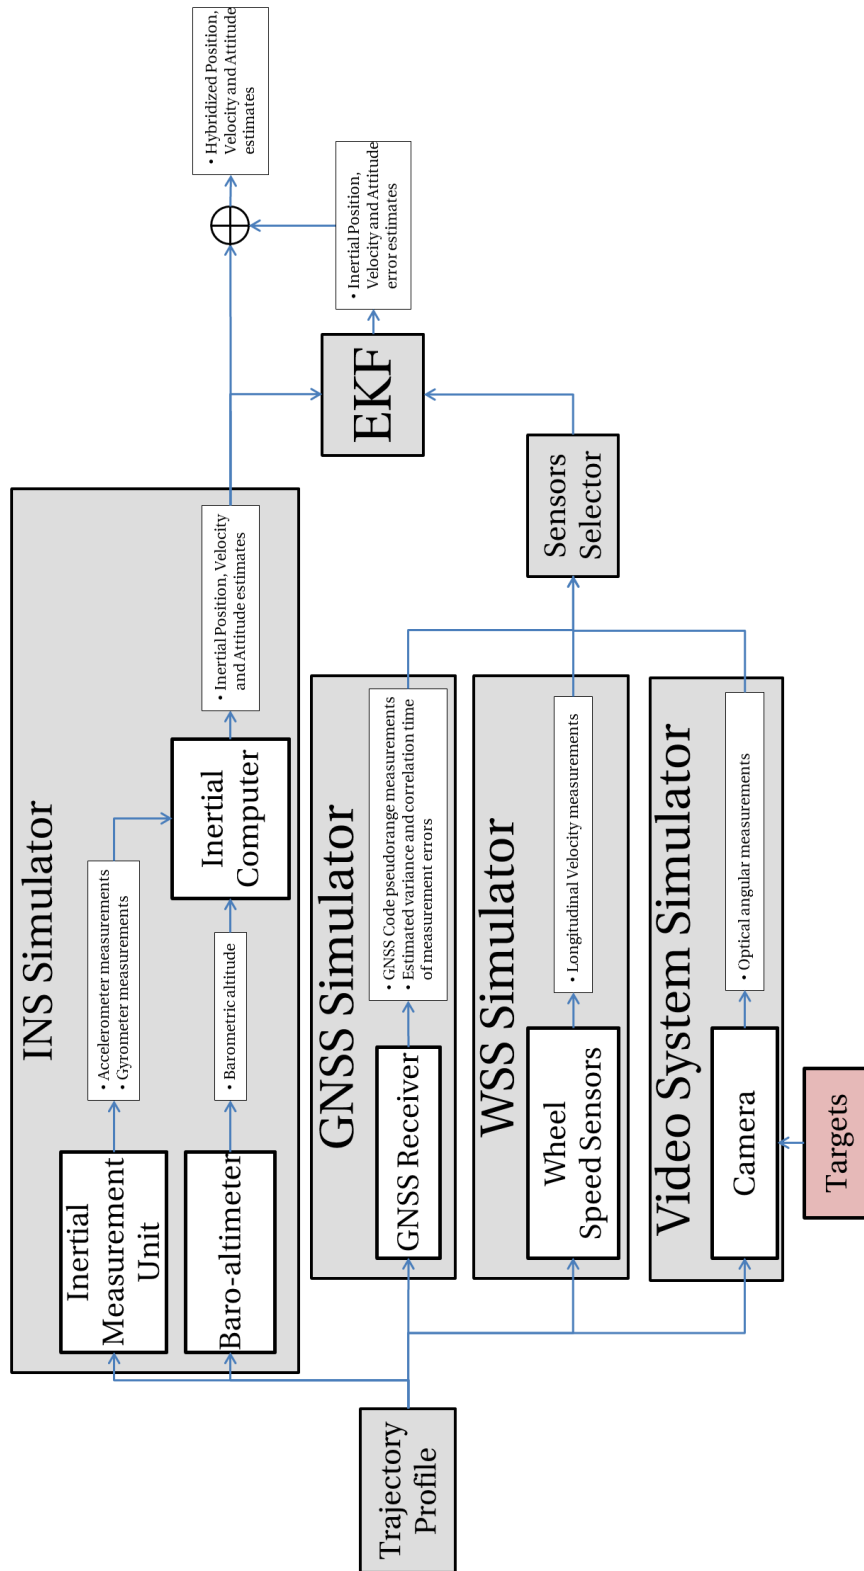 Trajectory
Profile
INS Simulator
Inertial
Measurement
Unit
• Accelerometer measurements
• Gyrometer measurements
Baro-altimeter
• Barometric altitude
Inertial
Computer
• Inertial Position, Velocity
and Attitude estimates
GNSS Simulator
GNSS Receiver
• GNSS Code pseudorange measurements
• Estimated variance and correlation time
of measurement errors
WSS Simulator
Wheel
Speed Sensors
• Longitudinal Velocity measurements
Video System Simulator
Camera
• Optical angular measurements
Targets
Sensors
Selector
EKF
• Inertial Position,
Velocity and Attitude
error estimates
• Hybridized Position,
Velocity and Attitude
estimates